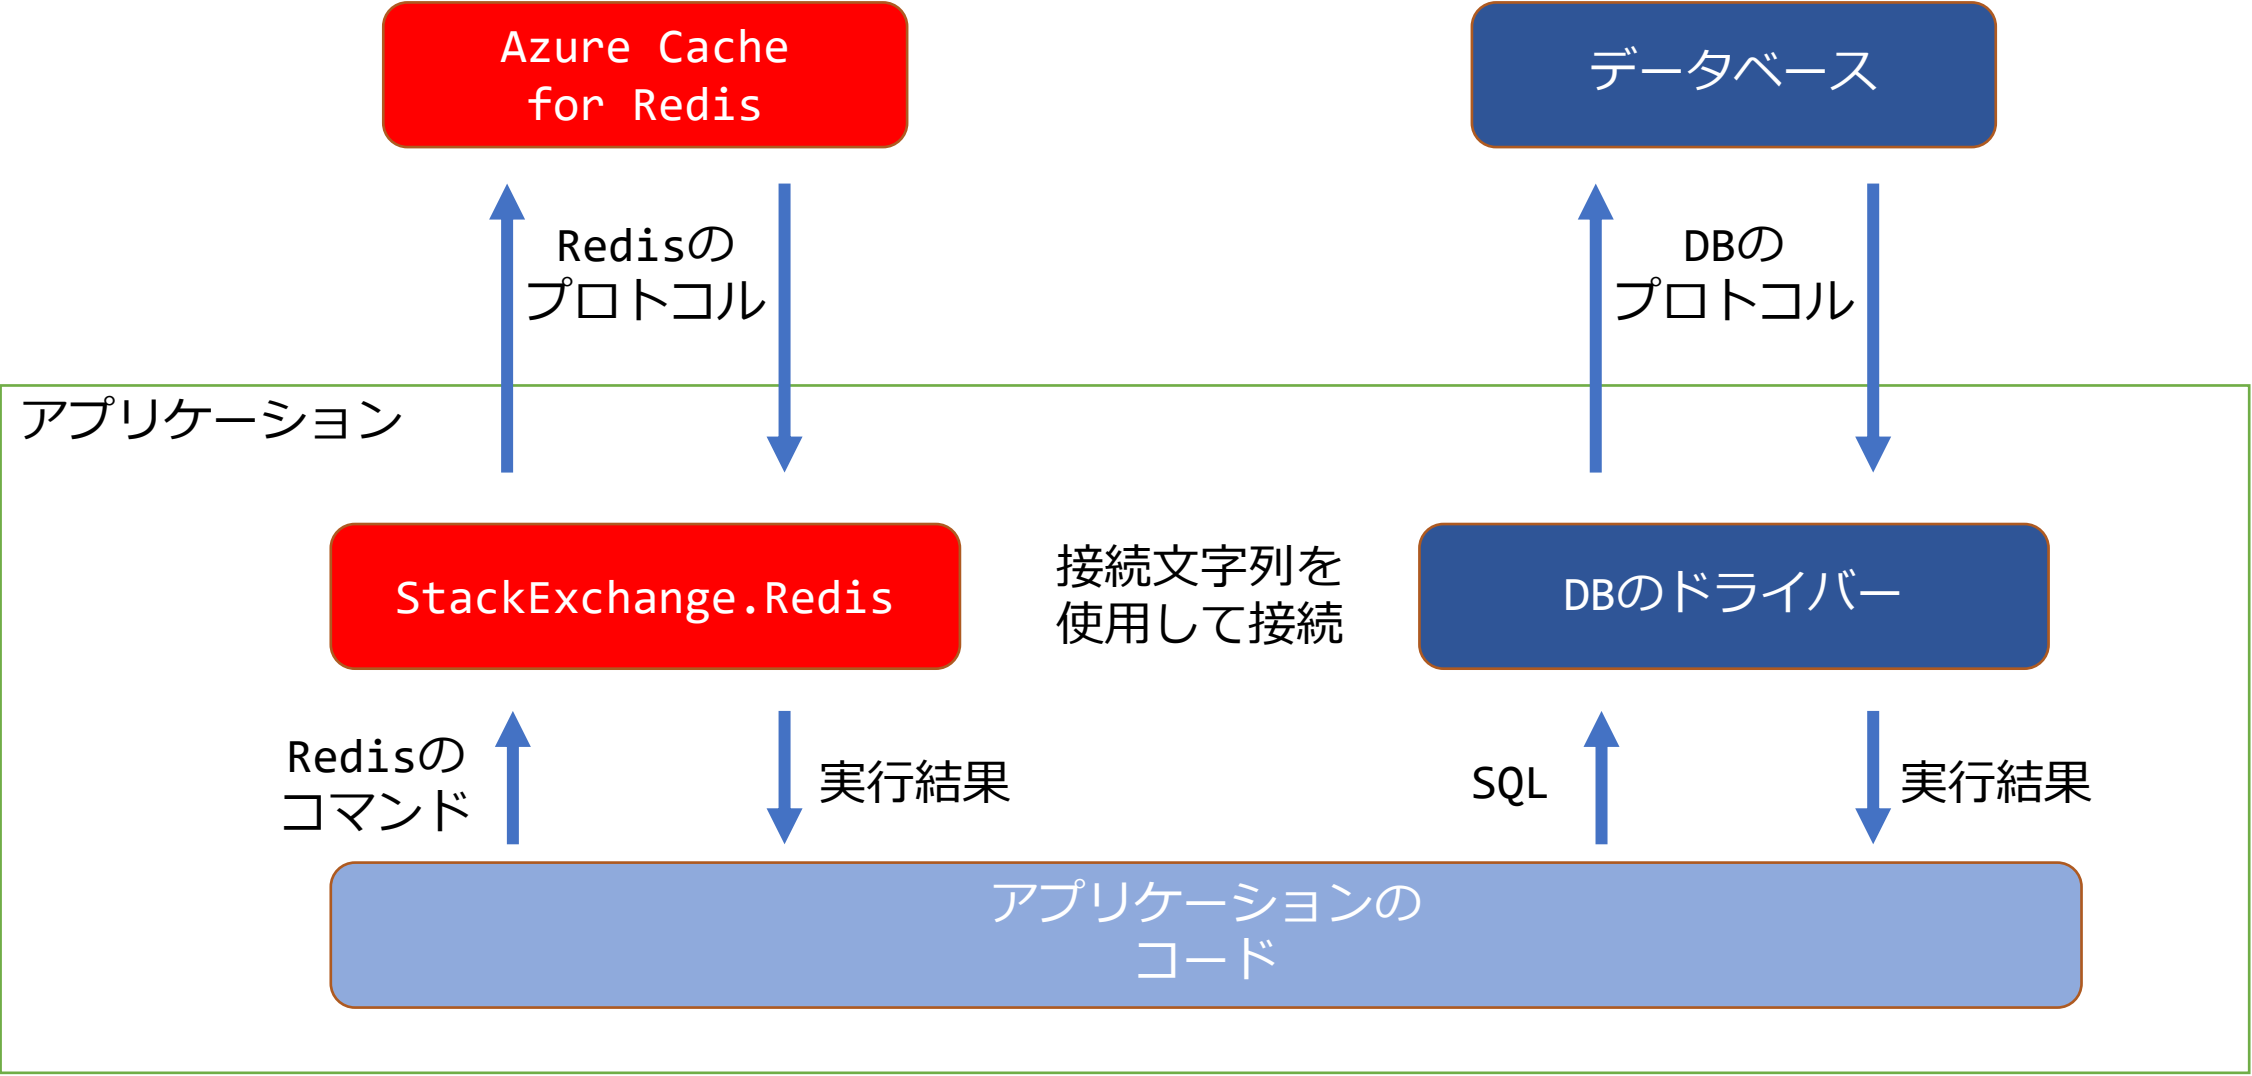 Azure Cache
for Redis
データベース
Redisの
プロトコル
DBの
プロトコル
アプリケーション
StackExchange.Redis
接続文字列を
使用して接続
DBのドライバー
Redisの
コマンド
実行結果
SQL
実行結果
アプリケーションの
コード